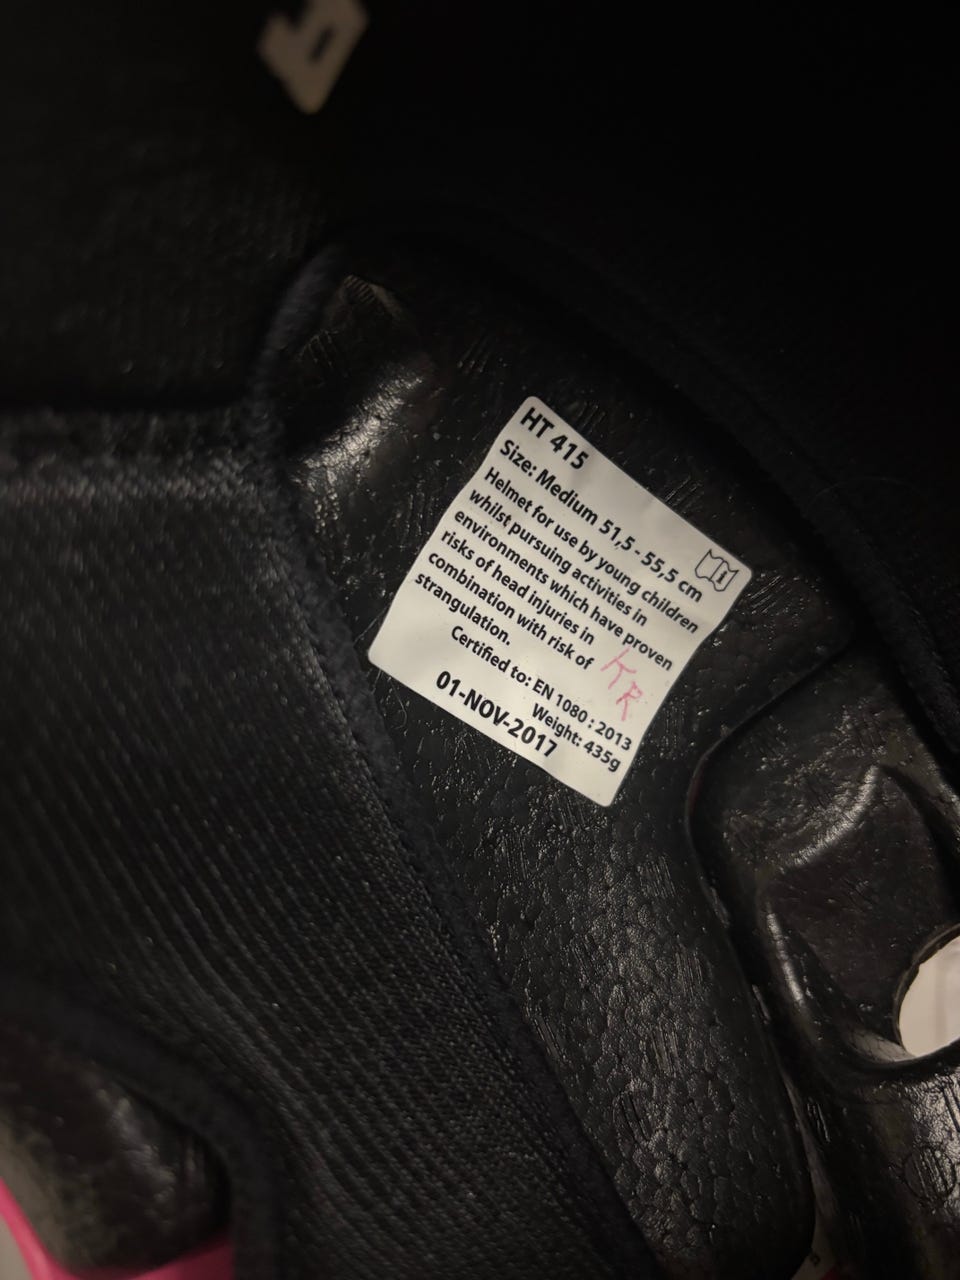 HT 415
Size: Medium 51,5 - 55,5 cm
Helmet for use by young children
whilst pursuing activities in
environments which have proven
risks of head injuries in
combination with risk of
strangulation.
KR
Certified to: EN 1080 : 2013
Weight: 435g
01-NOV-2017